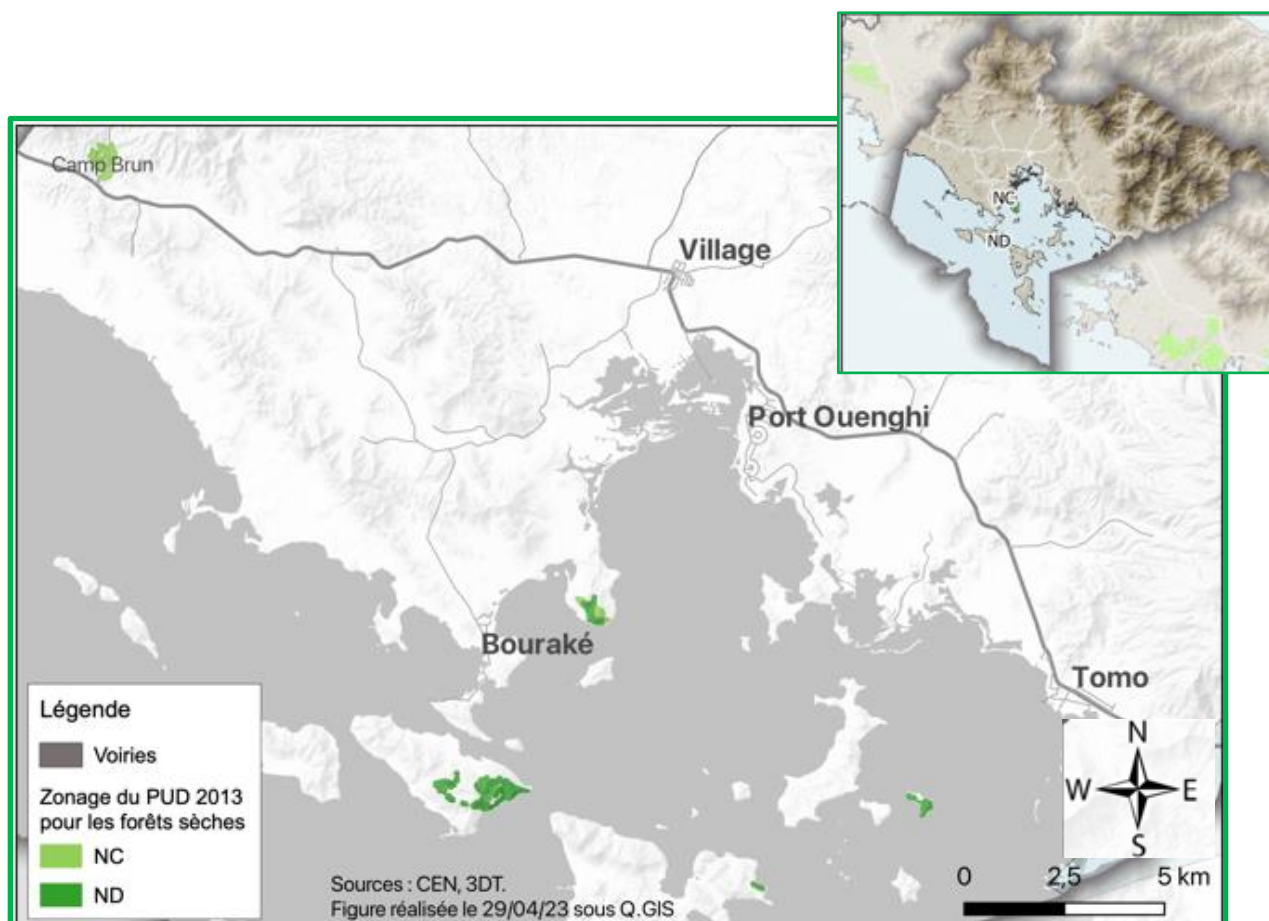 NC
ND
Camp Brun
Village
Port Ouenghi
Bouraké
Tomo
Légende
Voiries
Zonage du PUD 2013
pour les forêts sèches
NC
ND
Sources : CEN, 3DT.
Figure réalisée le 29/04/23 sous Q.GIS
N
W E
S
0 2,5 5 km